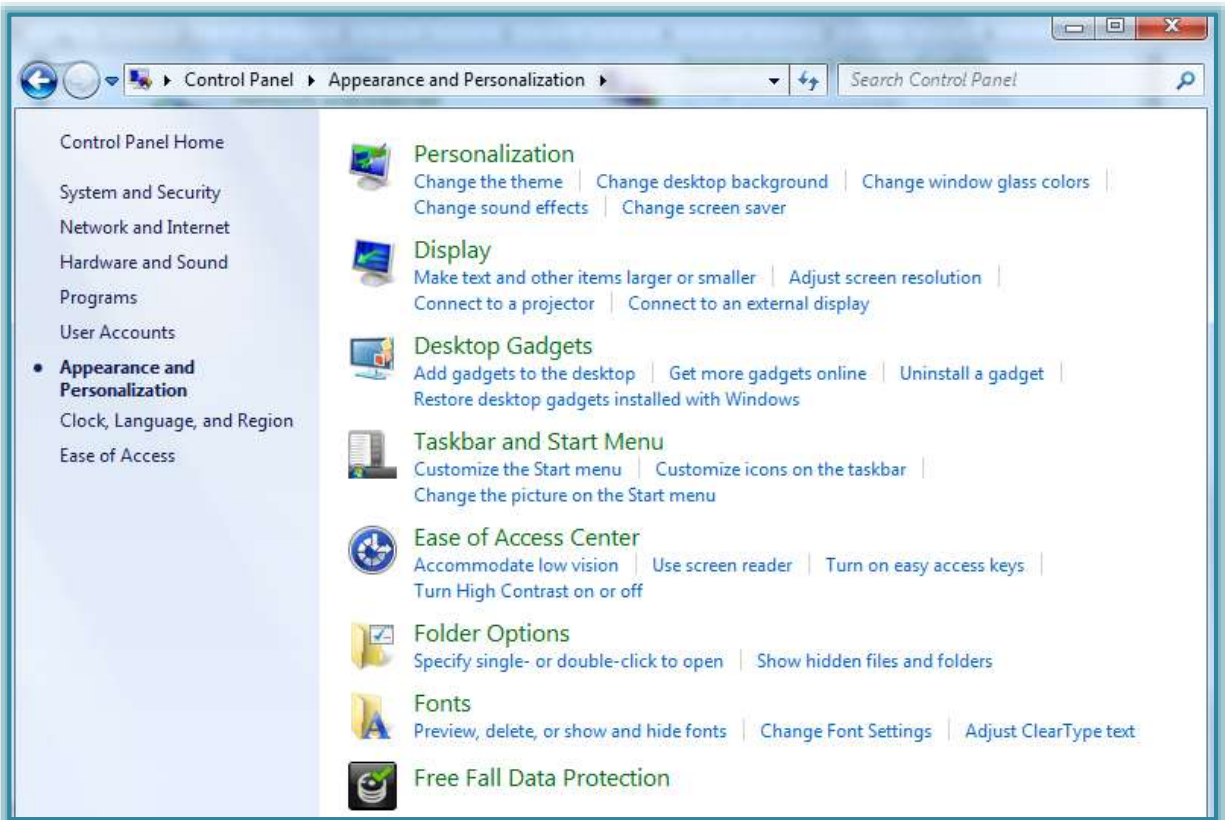 Control Panel Appearance and Personalization Search Control Panel
Control Panel Home
System and Security
Network and Internet
Hardware and Sound
Programs
User Accounts
Appearance and
Personalization
Clock, Language, and Region
Ease of Access
Personalization
Change the theme Change desktop background Change window glass colors
Change sound effects Change screen saver
Display
Make text and other items larger or smaller Adjust screen resolution
Connect to a projector Connect to an external display
Desktop Gadgets
Add gadgets to the desktop Get more gadgets online Uninstall a gadget
Restore desktop gadgets installed with Windows
Taskbar and Start Menu
Customize the Start menu Customize icons on the taskbar
Change the picture on the Start menu
Ease of Access Center
Accommodate low vision Use screen reader Turn on easy access keys
Turn High Contrast on or off
Folder Options
Specify single- or double-click to open Show hidden files and folders
Fonts
Preview, delete, or show and hide fonts Change Font Settings Adjust ClearType text
Free Fall Data Protection